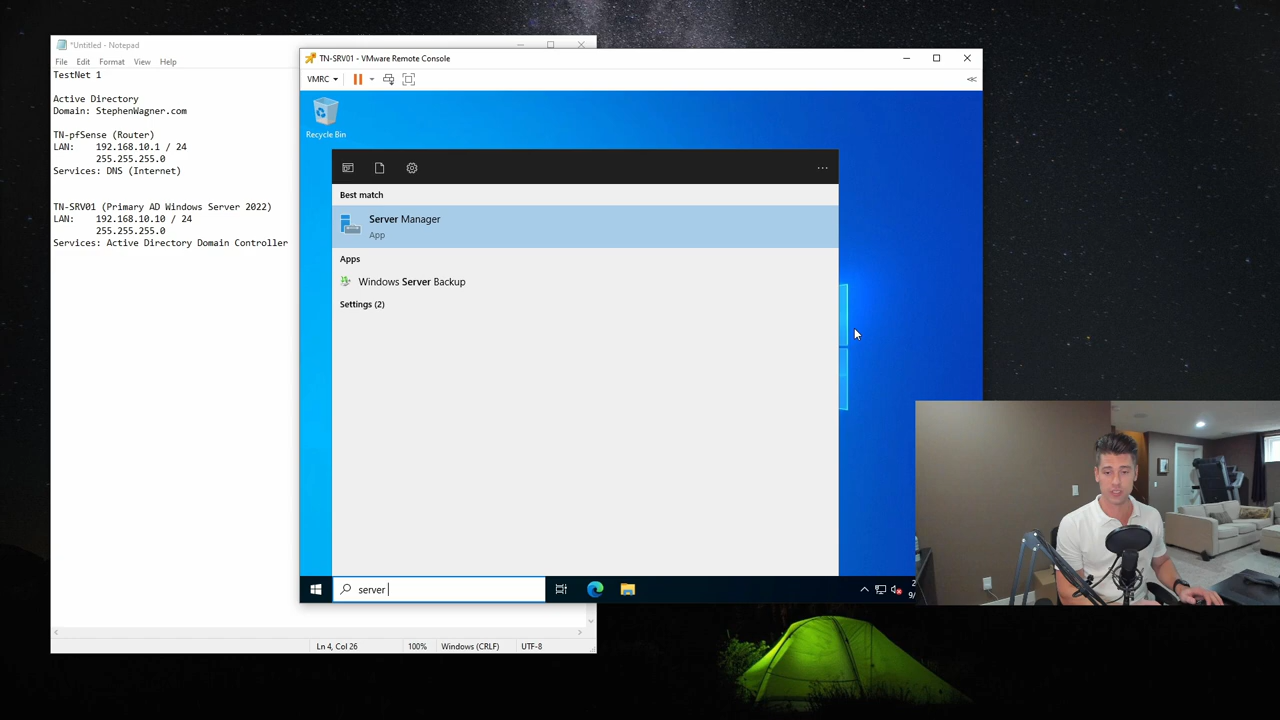 *Untitled - Notepad
File Edit Format View Help
TestNet 1
Active Directory
Domain: StephenWagner.com
TN-pfSense (Router)
LAN: 192.168.10.1 / 24
255.255.255.0
Services: DNS (Internet)
TN-SRV01 (Primary AD Windows Server 2022)
LAN: 192.168.10.10 / 24
255.255.255.0
Services: Active Directory Domain Controller
Ln 4, Col 26 100% Windows (CRLF) UTF-8
TN-SRV01 - VMware Remote Console
VMRC
Recycle Bin
Best match
Server Manager
App
Apps
Windows Server Backup
Settings (2)
server
2
9/